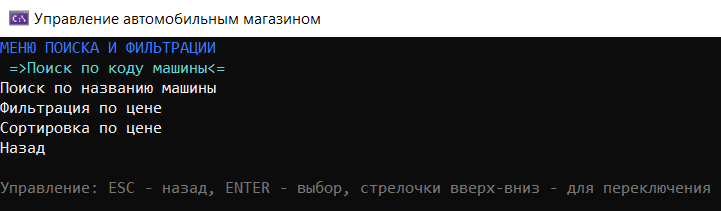 C:\
Управление автомобильным магазином
МЕНЮ ПОИСКА И ФИЛЬТРАЦИИ
=>Поиск по коду машины<=
Поиск по названию машины
Фильтрация по цене
Сортировка по цене
Назад
Управление: ESC - назад, ENTER - выбор, стрелочки вверх-вниз - для переключения